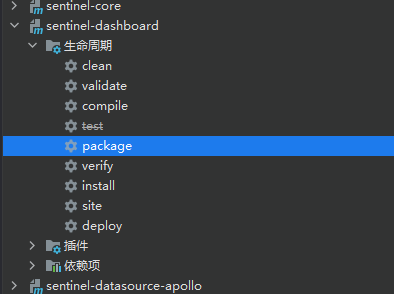 sentinel-core
sentinel-dashboard
生命周期
clean
validate
compile
test
package
verify
install
site
deploy
插件
依赖项
sentinel-datasource-apollo